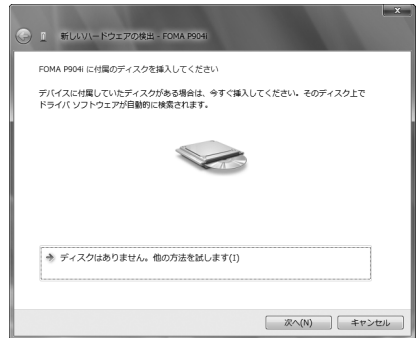 新しいハードウェアの検出 - FOMA P904i
FOMA P904i に付属のディスクを挿入してください
デバイスに付属していたディスクがある場合は、今すぐ挿入してください。そのディスク上で
ドライバ ソフトウェアが自動的に検索されます。
ディスクはありません。他の方法を試します(I)
次へ(N)
キャンセル